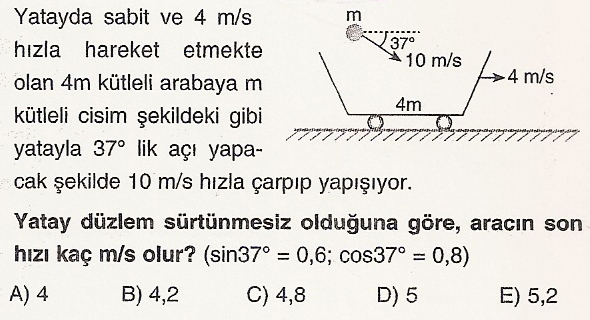 Yatayda sabit ve 4 m/s
hızla hareket etmekte
olan 4m kütleli arabaya m
kütleli cisim şekildeki gibi
yatayla 37° lik açı yapa-
cak şekilde 10 m/s hızla çarpıp yapışıyor.
m
37°
10 m/s
4 m/s
4m
Yatay düzlem sürtünmesiz olduğuna göre, aracın son
hızı kaç m/s olur? (sin37° = 0,6; cos37° = 0,8)
A) 4 B) 4,2 C) 4,8 D) 5 E) 5,2